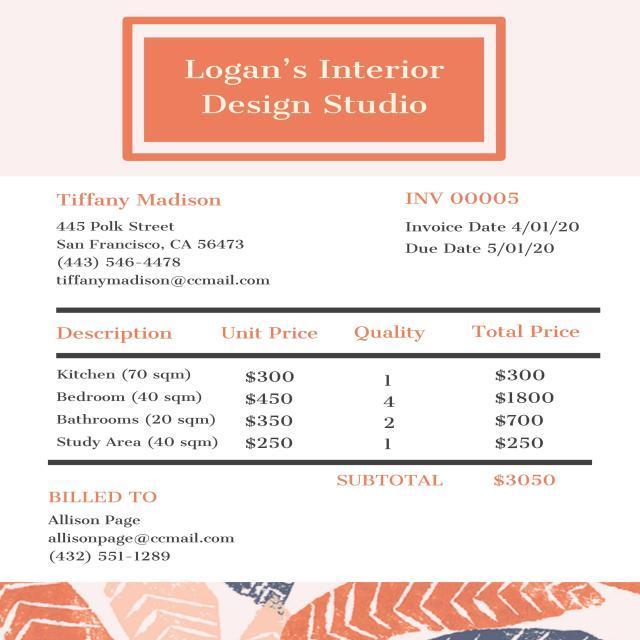 Logan's Interior
Design Studio
Tiffany Madison
445 Polk Street
San Francisco, CA 56473
(443) 546-4478
tiffanymadison@ccmail.com
INV 00005
Invoice Date 4/01/20
Due Date 5/01/20
Description Unit Price Quality Total Price
Kitchen (70 sqm) $300 1 $300
Bedroom (40 sqm) $450 4 $1800
Bathrooms (20 sqm) $350 2 $700
Study Area (40 sqm) $250 1 $250
SUBTOTAL $3050
BILLED TO
Allison Page
allisonpage@ccmail.com
(432) 551-1289